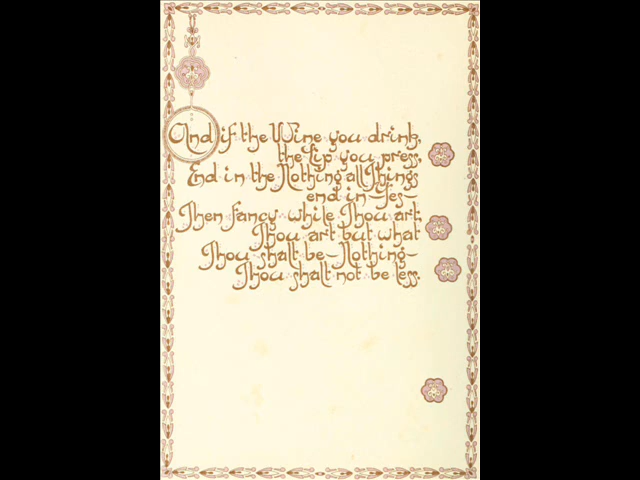 And if the Wine you drink,
the Lip you press,
End in the Nothing all Things
end in—Yes—
Then fancy while Thou art,
Thou art but what
Thou shalt be—Nothing—
Thou shalt not be less.